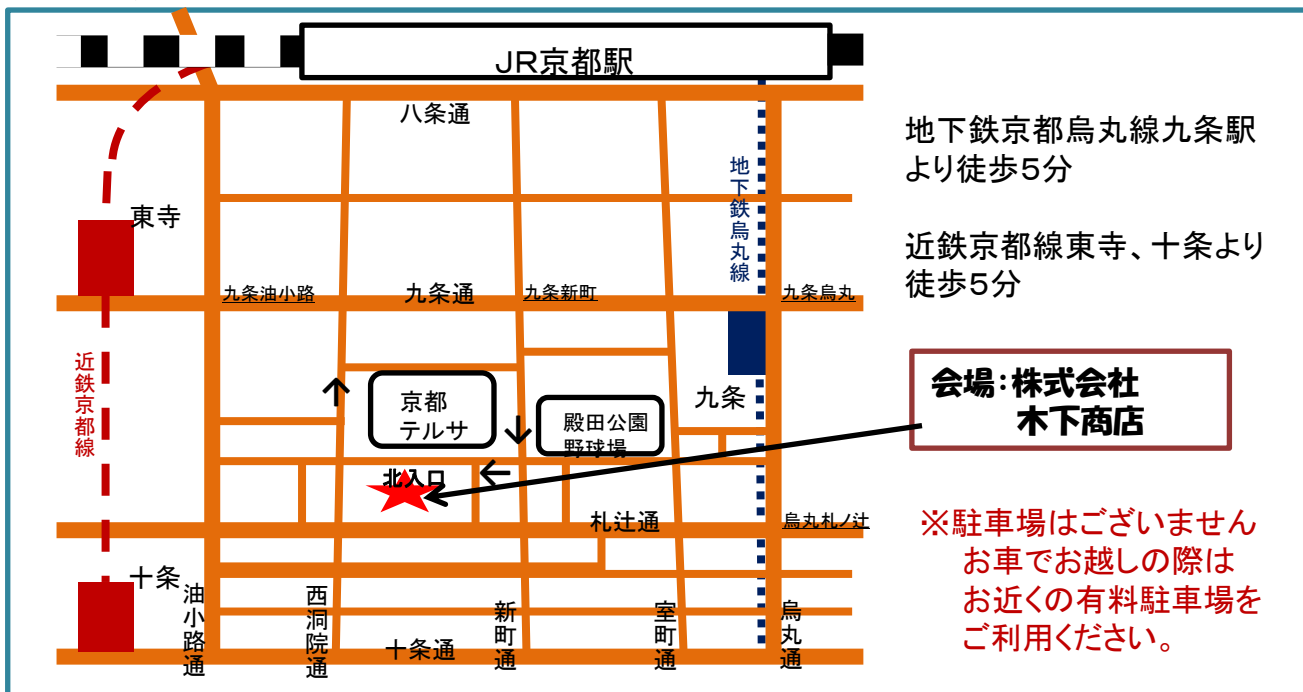 JR京都駅
八条通
地下鉄烏丸線
東寺
九条油小路
九条通
九条新町
九条烏丸
近鉄京都線
京都
テルサ
殿田公園
野球場
九条
北入口
札辻通
烏丸札ノ辻
十条
油小路通
西洞院通
新町通
室町通
烏丸通
十条通
地下鉄京都烏丸線九条駅
より徒歩5分
近鉄京都線東寺、十条より
徒歩5分
会場:株式会社
木下商店
※駐車場はございません
お車でお越しの際は
お近くの有料駐車場を
ご利用ください。